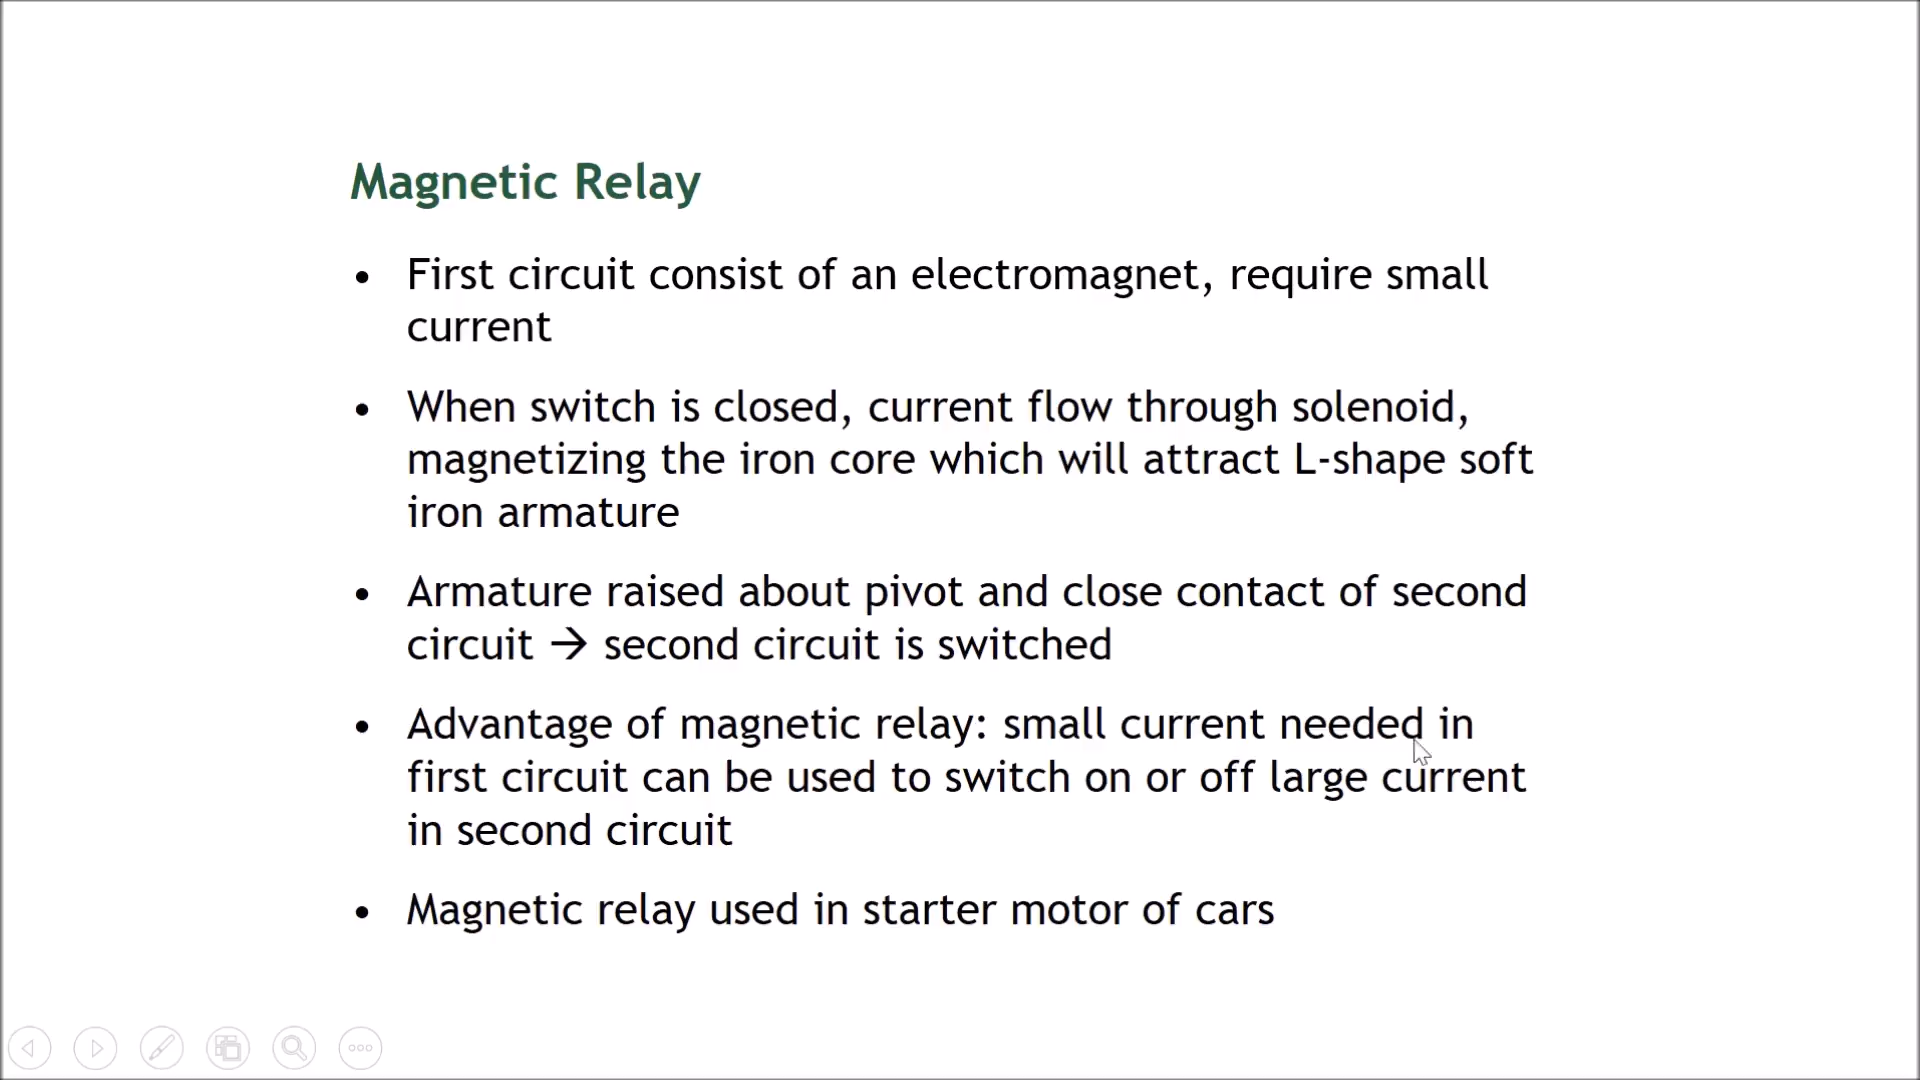 Magnetic Relay
• First circuit consist of an electromagnet, require small
current
• When switch is closed, current flow through solenoid,
magnetizing the iron core which will attract L-shape soft
iron armature
• Armature raised about pivot and close contact of second
circuit → second circuit is switched
• Advantage of magnetic relay: small current needed in
first circuit can be used to switch on or off large current
in second circuit
• Magnetic relay used in starter motor of cars